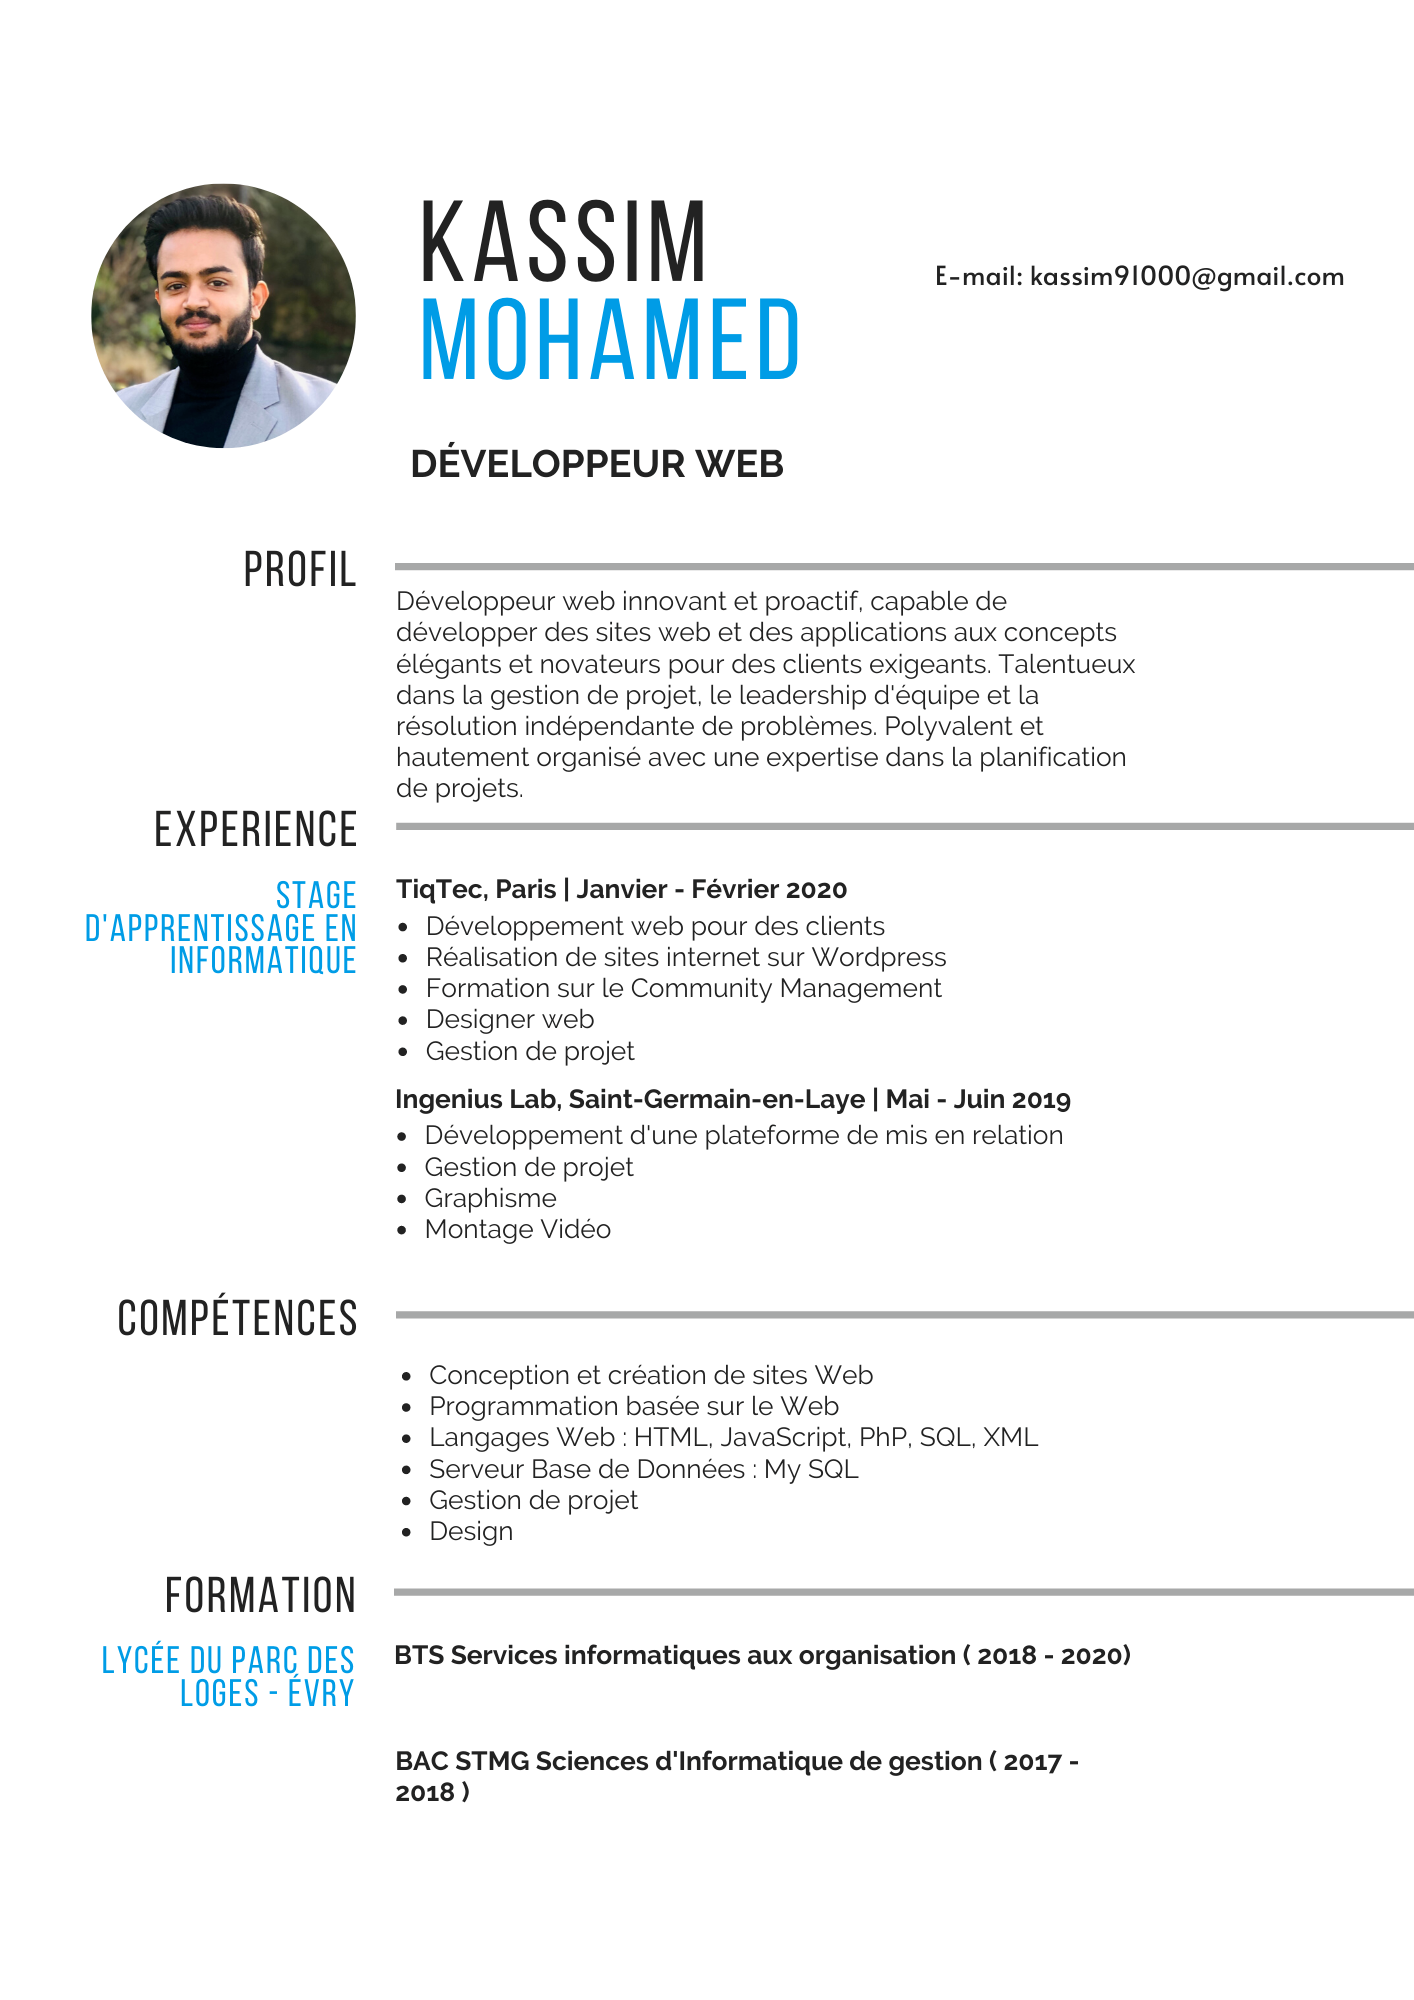 KASSIM
MOHAMED
E-mail: kassim91000@gmail.com
DÉVELOPPEUR WEB
PROFIL
Développeur web innovant et proactif, capable de
développer des sites web et des applications aux concepts
élégants et novateurs pour des clients exigeants. Talentueux
dans la gestion de projet, le leadership d'équipe et la
résolution indépendante de problèmes. Polyvalent et
hautement organisé avec une expertise dans la planification
de projets.
EXPERIENCE
STAGE
D'APPRENTISSAGE EN
INFORMATIQUE
TiqTec, Paris | Janvier - Février 2020
• Développement web pour des clients
• Réalisation de sites internet sur Wordpress
• Formation sur le Community Management
• Designer web
• Gestion de projet
Ingenius Lab, Saint-Germain-en-Laye | Mai - Juin 2019
• Développement d'une plateforme de mis en relation
• Gestion de projet
• Graphisme
• Montage Vidéo
COMPÉTENCES
• Conception et création de sites Web
• Programmation basée sur le Web
• Langages Web : HTML, JavaScript, PhP, SQL, XML
• Serveur Base de Données : My SQL
• Gestion de projet
• Design
FORMATION
LYCÉE DU PARC DES
LOGES - ÉVRY
BTS Services informatiques aux organisation ( 2018 - 2020)
BAC STMG Sciences d'Informatique de gestion ( 2017 -
2018 )